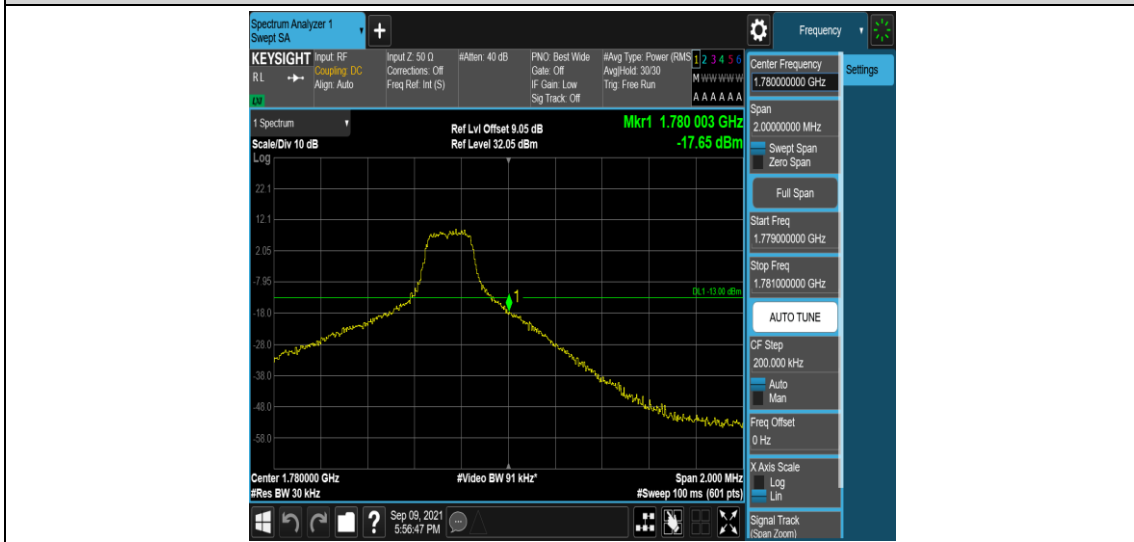 Spectrum Analyzer 1
Swept SA
+
Frequency
KEYSIGHT
RL
LXI
Input: RF
Coupling: DC
Align: Auto
Input Z: 50 Ω
Corrections: Off
Freq Ref: Int (S)
#Atten: 40 dB
PNO: Best Wide
Gate: Off
IF Gain: Low
Sig Track: Off
#Avg Type: Power (RMS
Avg|Hold: 30/30
Trig: Free Run
1 2 3 4 5 6
M W W W W W
A A A A A A
Center Frequency
1.780000000 GHz
Settings
Span
2.00000000 MHz
Swept Span
Zero Span
Full Span
Start Freq
1.779000000 GHz
Stop Freq
1.781000000 GHz
AUTO TUNE
CF Step
200.000 kHz
Auto
Man
Freq Offset
0 Hz
X Axis Scale
Log
Lin
Signal Track
(Span Zoom)
1 Spectrum
Scale/Div 10 dB
Log
Ref Lvl Offset 9.05 dB
Ref Level 32.05 dBm
Mkr1 1.780 003 GHz
-17.65 dBm
22.1
12.1
2.05
-7.95
DL1 -13.00 dBm
1
-18.0
-28.0
-38.0
-48.0
-58.0
Center 1.780000 GHz
#Res BW 30 kHz
#Video BW 91 kHz*
Span 2.000 MHz
#Sweep 100 ms (601 pts)
?
Sep 09, 2021
5:56:47 PM